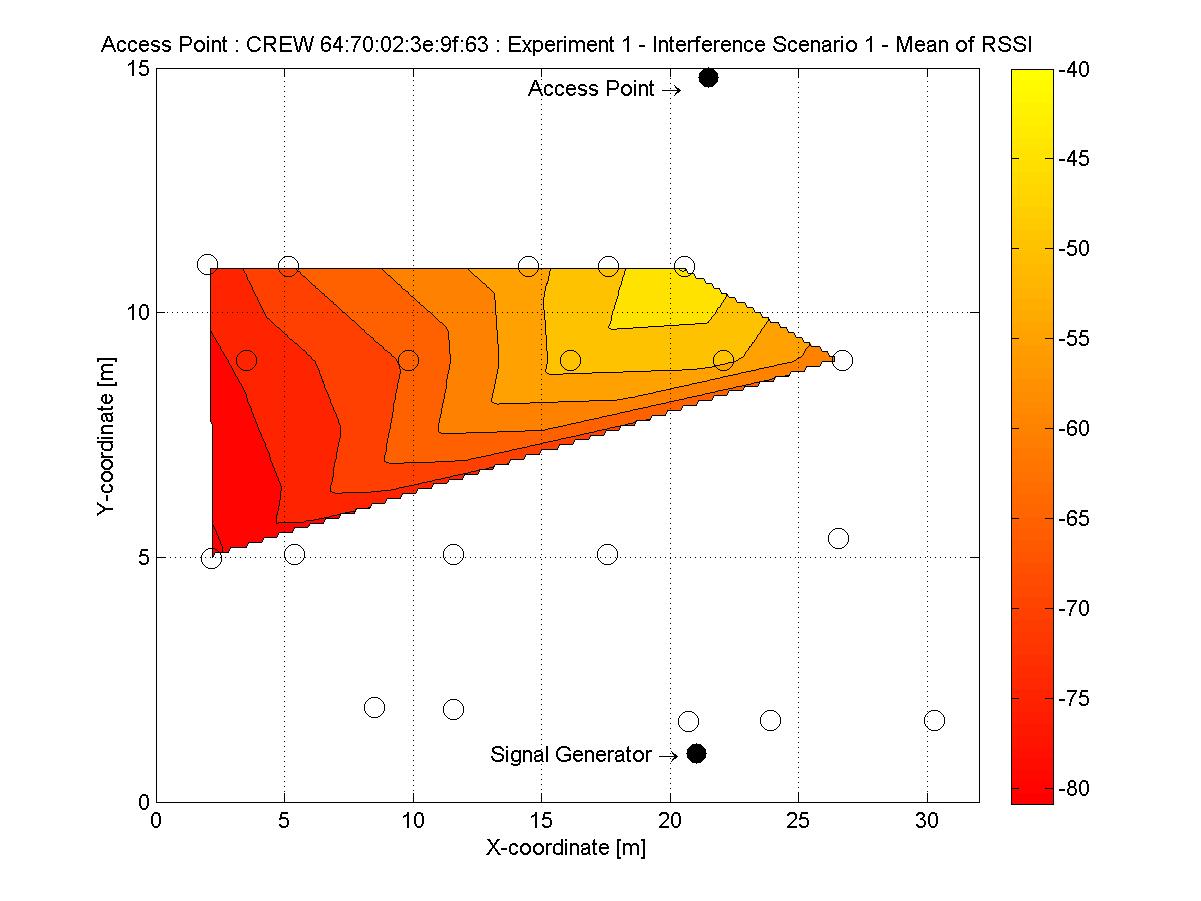 Access Point : CREW 64:70:02:3e:9f:63 : Experiment 1 - Interference Scenario 1 - Mean of RSSI
15
10
5
0
Y-coordinate [m]
Access Point →
Signal Generator →
0 5 10 15 20 25 30
X-coordinate [m]
-40
-45
-50
-55
-60
-65
-70
-75
-80